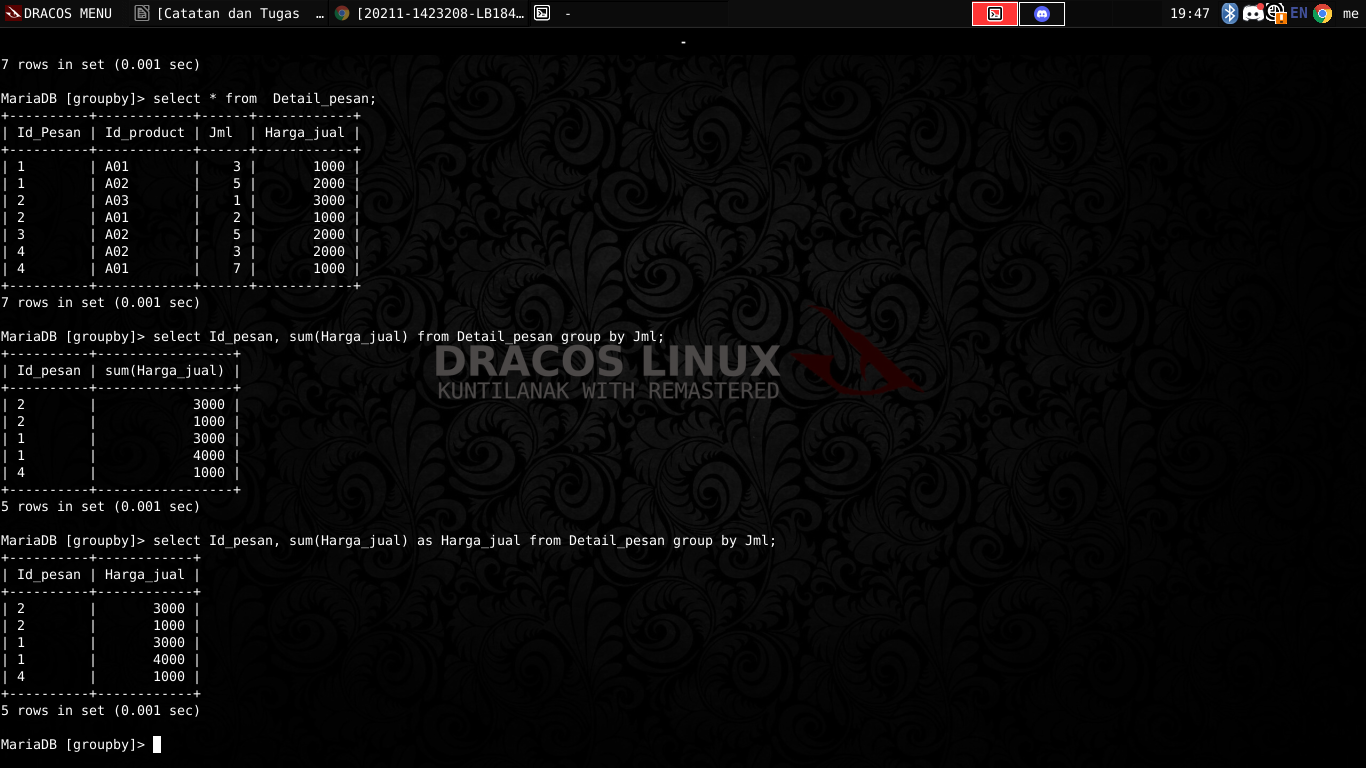 DRACOS MENU [Catatan dan Tugas … [20211-1423208-LB184… - 19:47 EN me
-
7 rows in set (0.001 sec)
MariaDB [groupby]> select * from  Detail_pesan;
+----------+------------+------+------------+
| Id_Pesan | Id_product | Jml  | Harga_jual |
+----------+------------+------+------------+
| 1        | A01        |    3 |       1000 |
| 1        | A02        |    5 |       2000 |
| 2        | A03        |    1 |       3000 |
| 2        | A01        |    2 |       1000 |
| 3        | A02        |    5 |       2000 |
| 4        | A02        |    3 |       2000 |
| 4        | A01        |    7 |       1000 |
+----------+------------+------+------------+
7 rows in set (0.001 sec)
MariaDB [groupby]> select Id_pesan, sum(Harga_jual) from Detail_pesan group by Jml;
+----------+-----------------+
| Id_pesan | sum(Harga_jual) |
+----------+-----------------+
| 2        |            3000 |
| 2        |            1000 |
| 1        |            3000 |
| 1        |            4000 |
| 4        |            1000 |
+----------+-----------------+
5 rows in set (0.001 sec)
DRACOS LINUX
KUNTILANAK WITH REMASTERED
MariaDB [groupby]> select Id_pesan, sum(Harga_jual) as Harga_jual from Detail_pesan group by Jml;
+----------+------------+
| Id_pesan | Harga_jual |
+----------+------------+
| 2        |       3000 |
| 2        |       1000 |
| 1        |       3000 |
| 1        |       4000 |
| 4        |       1000 |
+----------+------------+
5 rows in set (0.001 sec)
MariaDB [groupby]>